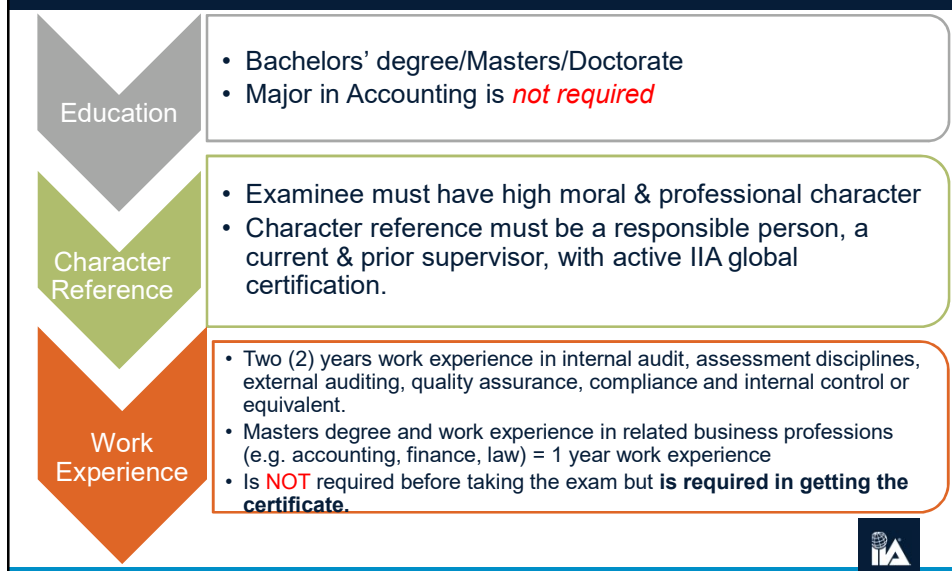 Education
• Bachelors’ degree/Masters/Doctorate
• Major in Accounting is not required
Character
Reference
• Examinee must have high moral & professional character
• Character reference must be a responsible person, a
current & prior supervisor, with active IIA global
certification.
Work
Experience
• Two (2) years work experience in internal audit, assessment disciplines,
external auditing, quality assurance, compliance and internal control or
equivalent.
• Masters degree and work experience in related business professions
(e.g. accounting, finance, law) = 1 year work experience
• Is NOT required before taking the exam but is required in getting the
certificate.
IIA